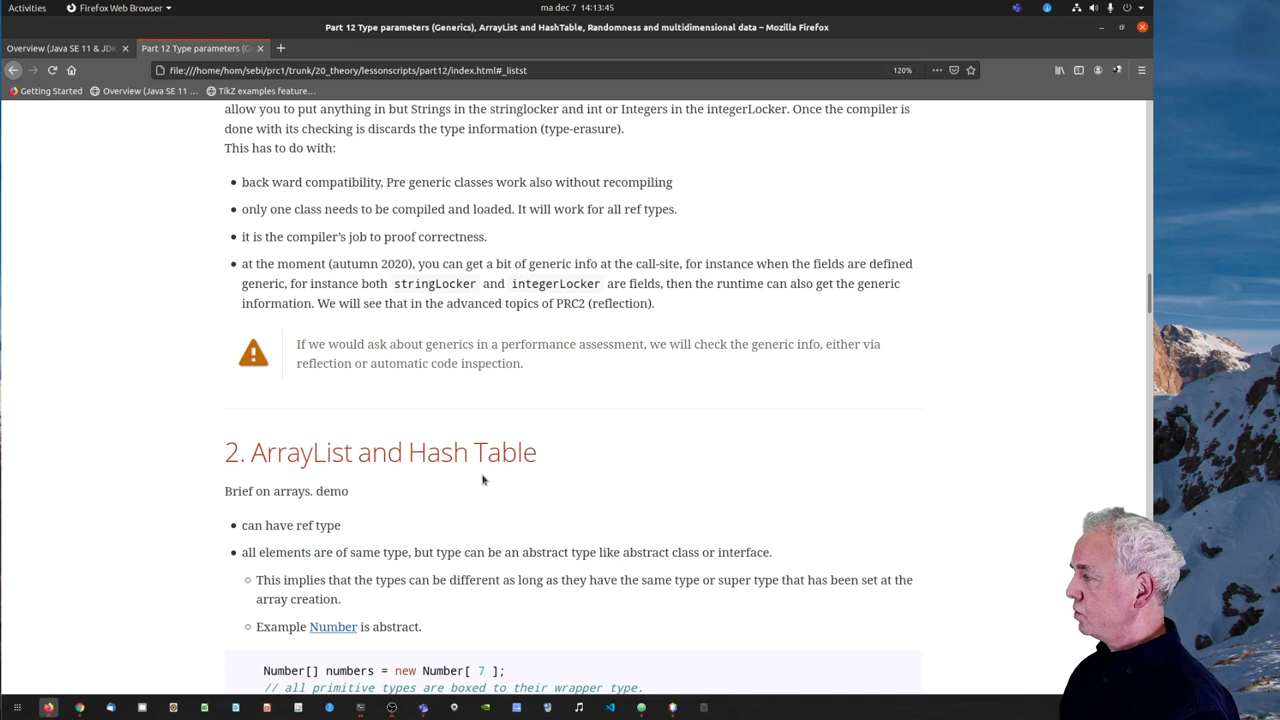 Activities
Firefox Web Browser
ma dec 7 14:13:45
Part 12 Type parameters (Generics), ArrayList and HashTable, Randomness and multidimensional data – Mozilla Firefox
Overview (Java SE 11 & JDK
Part 12 Type parameters (G
file:///home/hom/sebi/prc1/trunk/20_theory/lessonscripts/part12/index.html#_listst
120%
Getting Started
Overview (Java SE 11 ...
TikZ examples feature...
allow you to put anything in but Strings in the stringlocker and int or Integers in the integerLocker. Once the compiler is
done with its checking is discards the type information (type-erasure).
This has to do with:
back ward compatibility, Pre generic classes work also without recompiling
only one class needs to be compiled and loaded. It will work for all ref types.
it is the compiler’s job to proof correctness.
at the moment (autumn 2020), you can get a bit of generic info at the call-site, for instance when the fields are defined
generic, for instance both stringLocker and integerLocker are fields, then the runtime can also get the generic
information. We will see that in the advanced topics of PRC2 (reflection).
If we would ask about generics in a performance assessment, we will check the generic info, either via
reflection or automatic code inspection.
2. ArrayList and Hash Table
Brief on arrays. demo
can have ref type
all elements are of same type, but type can be an abstract type like abstract class or interface.
This implies that the types can be different as long as they have the same type or super type that has been set at the
array creation.
Example Number is abstract.
Number[] numbers = new Number[ 7 ];
// all primitive types are boxed to their wrapper type.